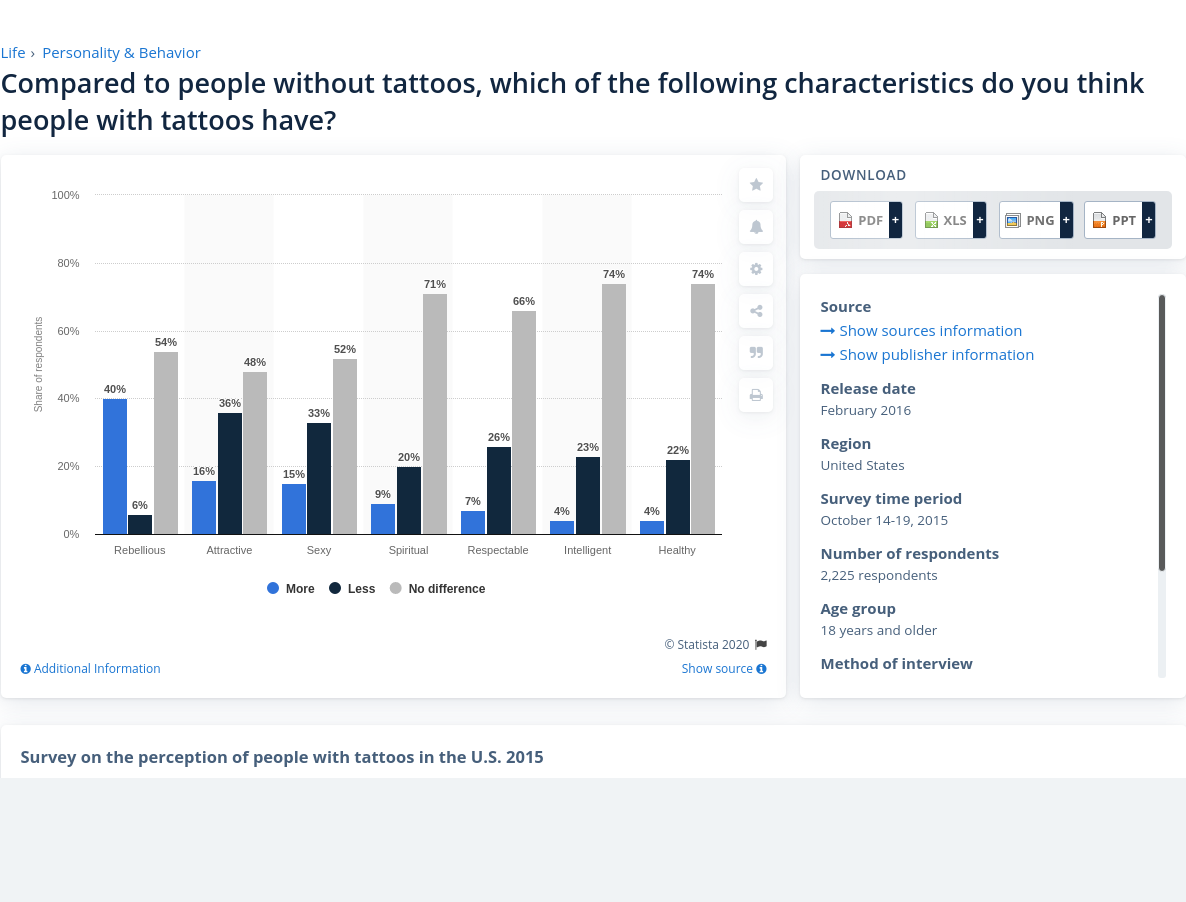 Life › Personality & Behavior
Compared to people without tattoos, which of the following characteristics do you think
people with tattoos have?
100%
80%
60%
40%
20%
0%
Share of respondents
40%
6%
54%
16%
36%
48%
15%
33%
52%
9%
20%
71%
7%
26%
66%
4%
23%
74%
4%
22%
74%
Rebellious
Attractive
Sexy
Spiritual
Respectable
Intelligent
Healthy
More
Less
No difference
© Statista 2020
Additional Information
Show source
DOWNLOAD
PDF +
XLS +
PNG +
PPT +
Source
Show sources information
Show publisher information
Release date
February 2016
Region
United States
Survey time period
October 14-19, 2015
Number of respondents
2,225 respondents
Age group
18 years and older
Method of interview
Survey on the perception of people with tattoos in the U.S. 2015